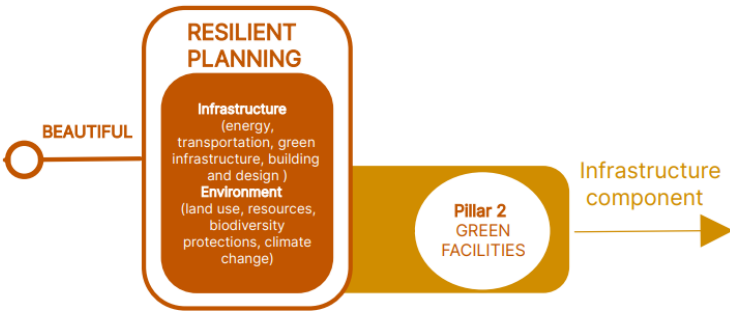 RESILIENT
PLANNING
BEAUTIFUL
Infrastructure
(energy,
transportation, green
infrastructure, building
and design )
Environment
(land use, resources,
biodiversity
protections, climate
change)
Pillar 2
GREEN
FACILITIES
Infrastructure
component